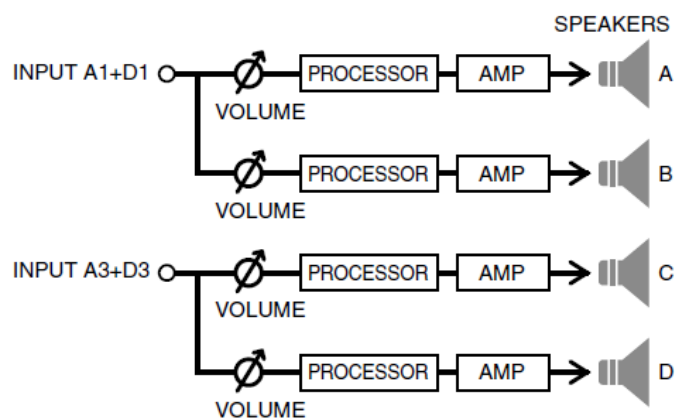 SPEAKERS
INPUT A1+D1 PROCESSOR AMP A
VOLUME
PROCESSOR AMP B
VOLUME
INPUT A3+D3 PROCESSOR AMP C
VOLUME
PROCESSOR AMP D
VOLUME